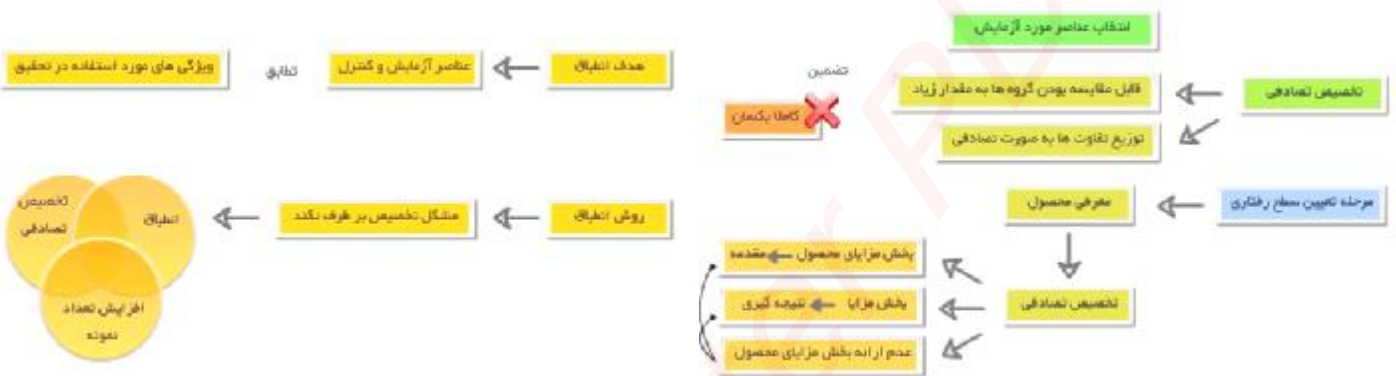 انتخاب عناصر مورد آزمایش
تخصیص تصادفی
تضمین
قابل مقایسه بودن گروه ها به مقدار زیاد
کاملا یکسان
توزیع تفاوت ها به صورت تصادفی
مرحله تعیین سطح رفتاری
معرفی محصول
تخصیص تصادفی
پخش مزایای محصول
مقدمه
پخش مزایا
نتیجه گیری
عدم ارائه بخش مزایای محصول
هدف انطباق
عناصر آزمایش و کنترل
تطابق
ویژگی های مورد استفاده در تحقیق
روش انطباق
مشکل تخصیص بر طرف نکند
تخصیص
تصادفی
انطباق
افزایش تعداد
نمونه